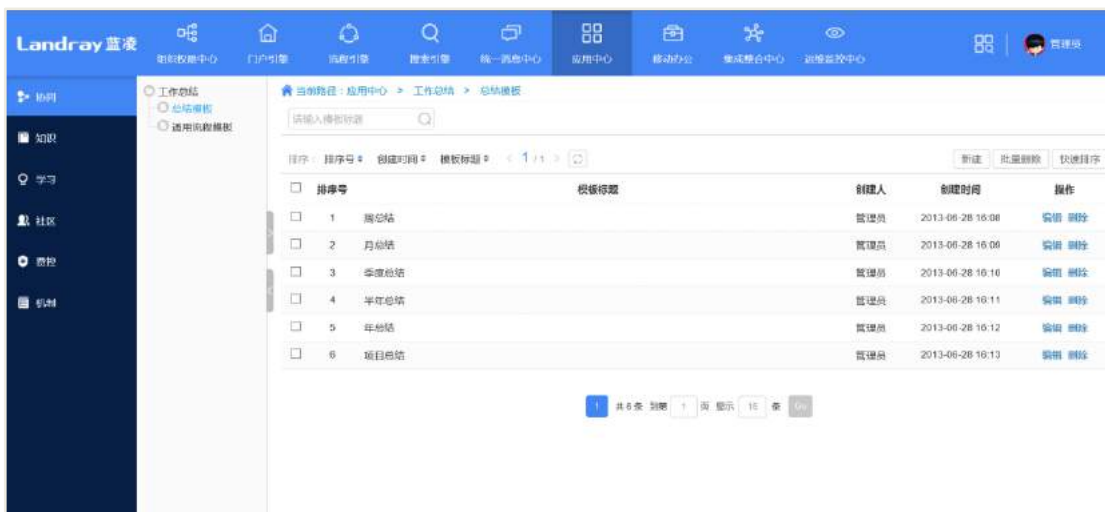 Landray 蓝凌
组织权限中心 门户引擎 流程引擎 搜索引擎 统一消息中心 应用中心 移动办公 集成整合中心 运维监控中心 管理员
协同
知识
学习
社区
费控
机制
工作总结
总结模板
通用流程模板
当前路径：应用中心 > 工作总结 > 总结模板
请输入模板标题
排序： 排序号 创建时间 模板标题 < 1 / 1 > 新建 批量删除 快速排序
排序号 模板标题 创建人 创建时间 操作
1 周总结 管理员 2013-06-28 16:08 编辑 删除
2 月总结 管理员 2013-06-28 16:09 编辑 删除
3 季度总结 管理员 2013-06-28 16:10 编辑 删除
4 半年总结 管理员 2013-06-28 16:11 编辑 删除
5 年总结 管理员 2013-06-28 16:12 编辑 删除
6 项目总结 管理员 2013-06-28 16:13 编辑 删除
1 共 6 条 到第 1 页 显示 15 条 Go